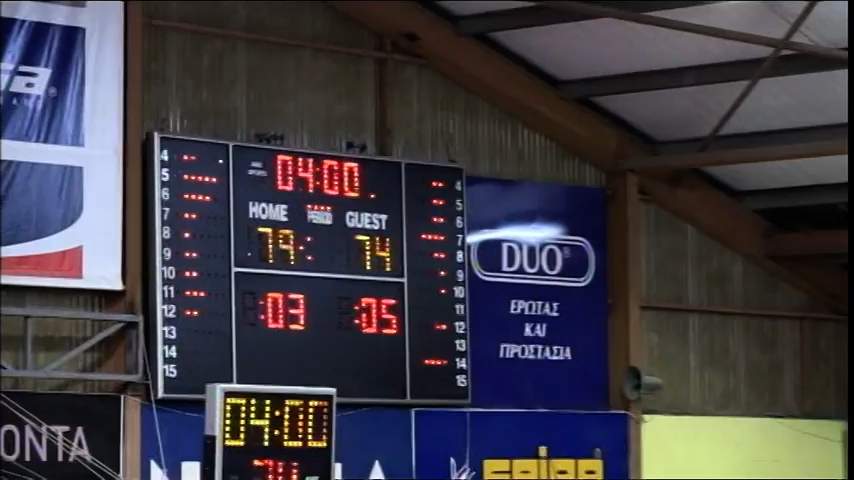 04:00
HOME PERIOD GUEST
79 74
:03 :05
4 4
5 5
6 6
7 7
8 8
9 9
10 10
11 11
12 12
13 13
14 14
15 15
DUO®
ΕΡΩΤΑΣ
ΚΑΙ
ΠΡΟΣΤΑΣΙΑ
04:00
ΟΝΤΑ